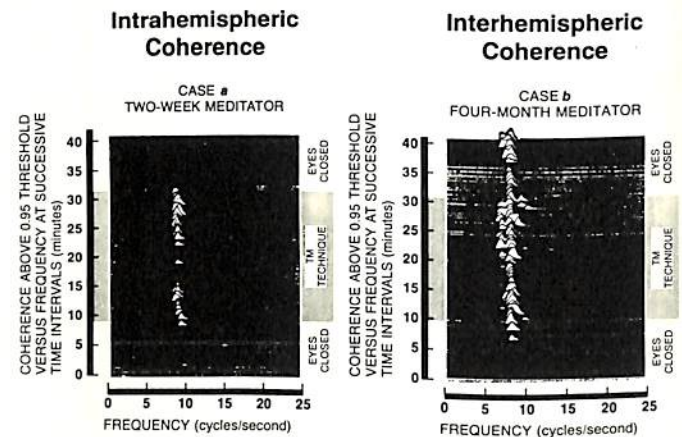 Intrahemispheric
Coherence
CASE a
TWO-WEEK MEDITATOR
COHERENCE ABOVE 0.95 THRESHOLD
VERSUS FREQUENCY AT SUCCESSIVE
TIME INTERVALS (minutes)
40
35
30
25
20
15
10
5
0
EYES
CLOSED
TM
TECHNIQUE
EYES
CLOSED
0 5 10 15 20 25
FREQUENCY (cycles/second)
Interhemispheric
Coherence
CASE b
FOUR-MONTH MEDITATOR
COHERENCE ABOVE 0.95 THRESHOLD
VERSUS FREQUENCY AT SUCCESSIVE
TIME INTERVALS (minutes)
40
35
30
25
20
15
10
5
0
EYES
CLOSED
TM
TECHNIQUE
EYES
CLOSED
0 5 10 15 20 25
FREQUENCY (cycles/second)